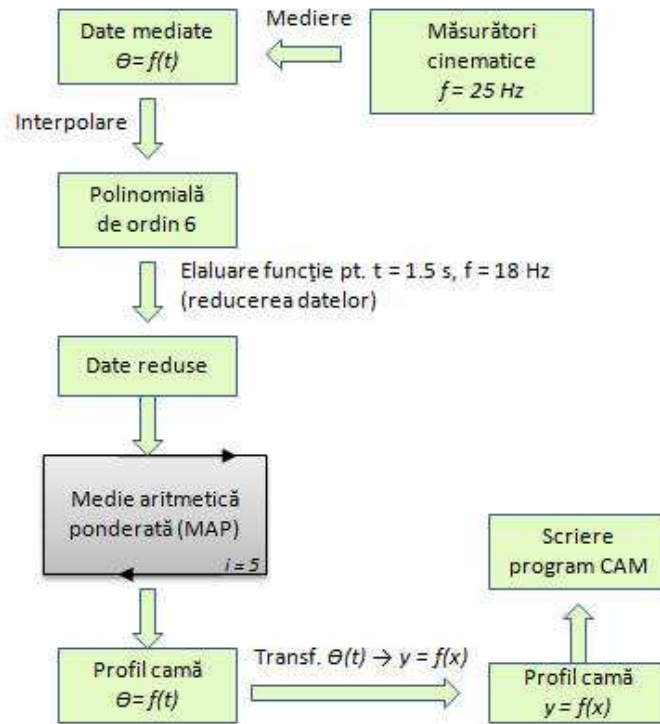 Măsurători
cinematice
f = 25 Hz
Mediere
Date mediate
Θ= f(t)
Interpolare
Polinomială
de ordin 6
Elaluare funcţie pt. t = 1.5 s, f = 18 Hz
(reducerea datelor)
Date reduse
Medie aritmetică
ponderată (MAP)
i = 5
Profil camă
Θ= f(t)
Transf. Θ(t) → y = f(x)
Profil camă
y = f(x)
Scriere
program CAM